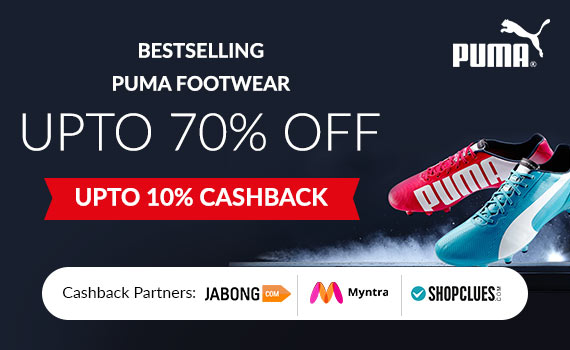 PUMA®
BESTSELLING
PUMA FOOTWEAR
UPTO 70% OFF
UPTO 10% CASHBACK
PUMA
Cashback Partners: JABONG COM Myntra SHOPCLUES.COM